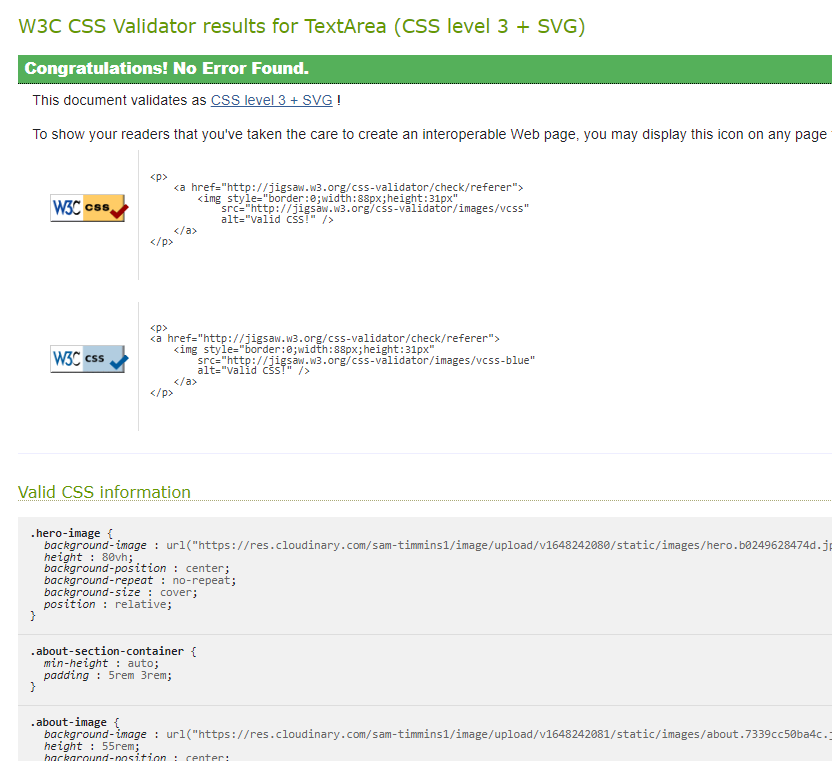 W3C CSS Validator results for TextArea (CSS level 3 + SVG)
Congratulations! No Error Found.
This document validates as CSS level 3 + SVG !
To show your readers that you've taken the care to create an interoperable Web page, you may display this icon on any page
<p>
<a href="http://jigsaw.w3.org/css-validator/check/referer">
<img style="border:0;width:88px;height:31px"
W3C css
src="http://jigsaw.w3.org/css-validator/images/vcss"
alt="Valid CSS!" />
</a>
</p>
<p>
<a href="http://jigsaw.w3.org/css-validator/check/referer">
<img style="border:0;width:88px;height:31px"
W3C css
src="http://jigsaw.w3.org/css-validator/images/vcss-blue"
alt="Valid CSS!" />
</a>
</p>
Valid CSS information
.hero-image {
background-image : url("https://res.cloudinary.com/sam-timmins1/image/upload/v1648242080/static/images/hero.b0249628474d.jp
height : 80vh;
background-position : center;
background-repeat : no-repeat;
background-size : cover;
position : relative;
}
.about-section-container {
min-height : auto;
padding : 5rem 3rem;
}
.about-image {
background-image : url("https://res.cloudinary.com/sam-timmins1/image/upload/v1648242081/static/images/about.7339cc50ba4c.j
height : 55rem;
background-position : center;